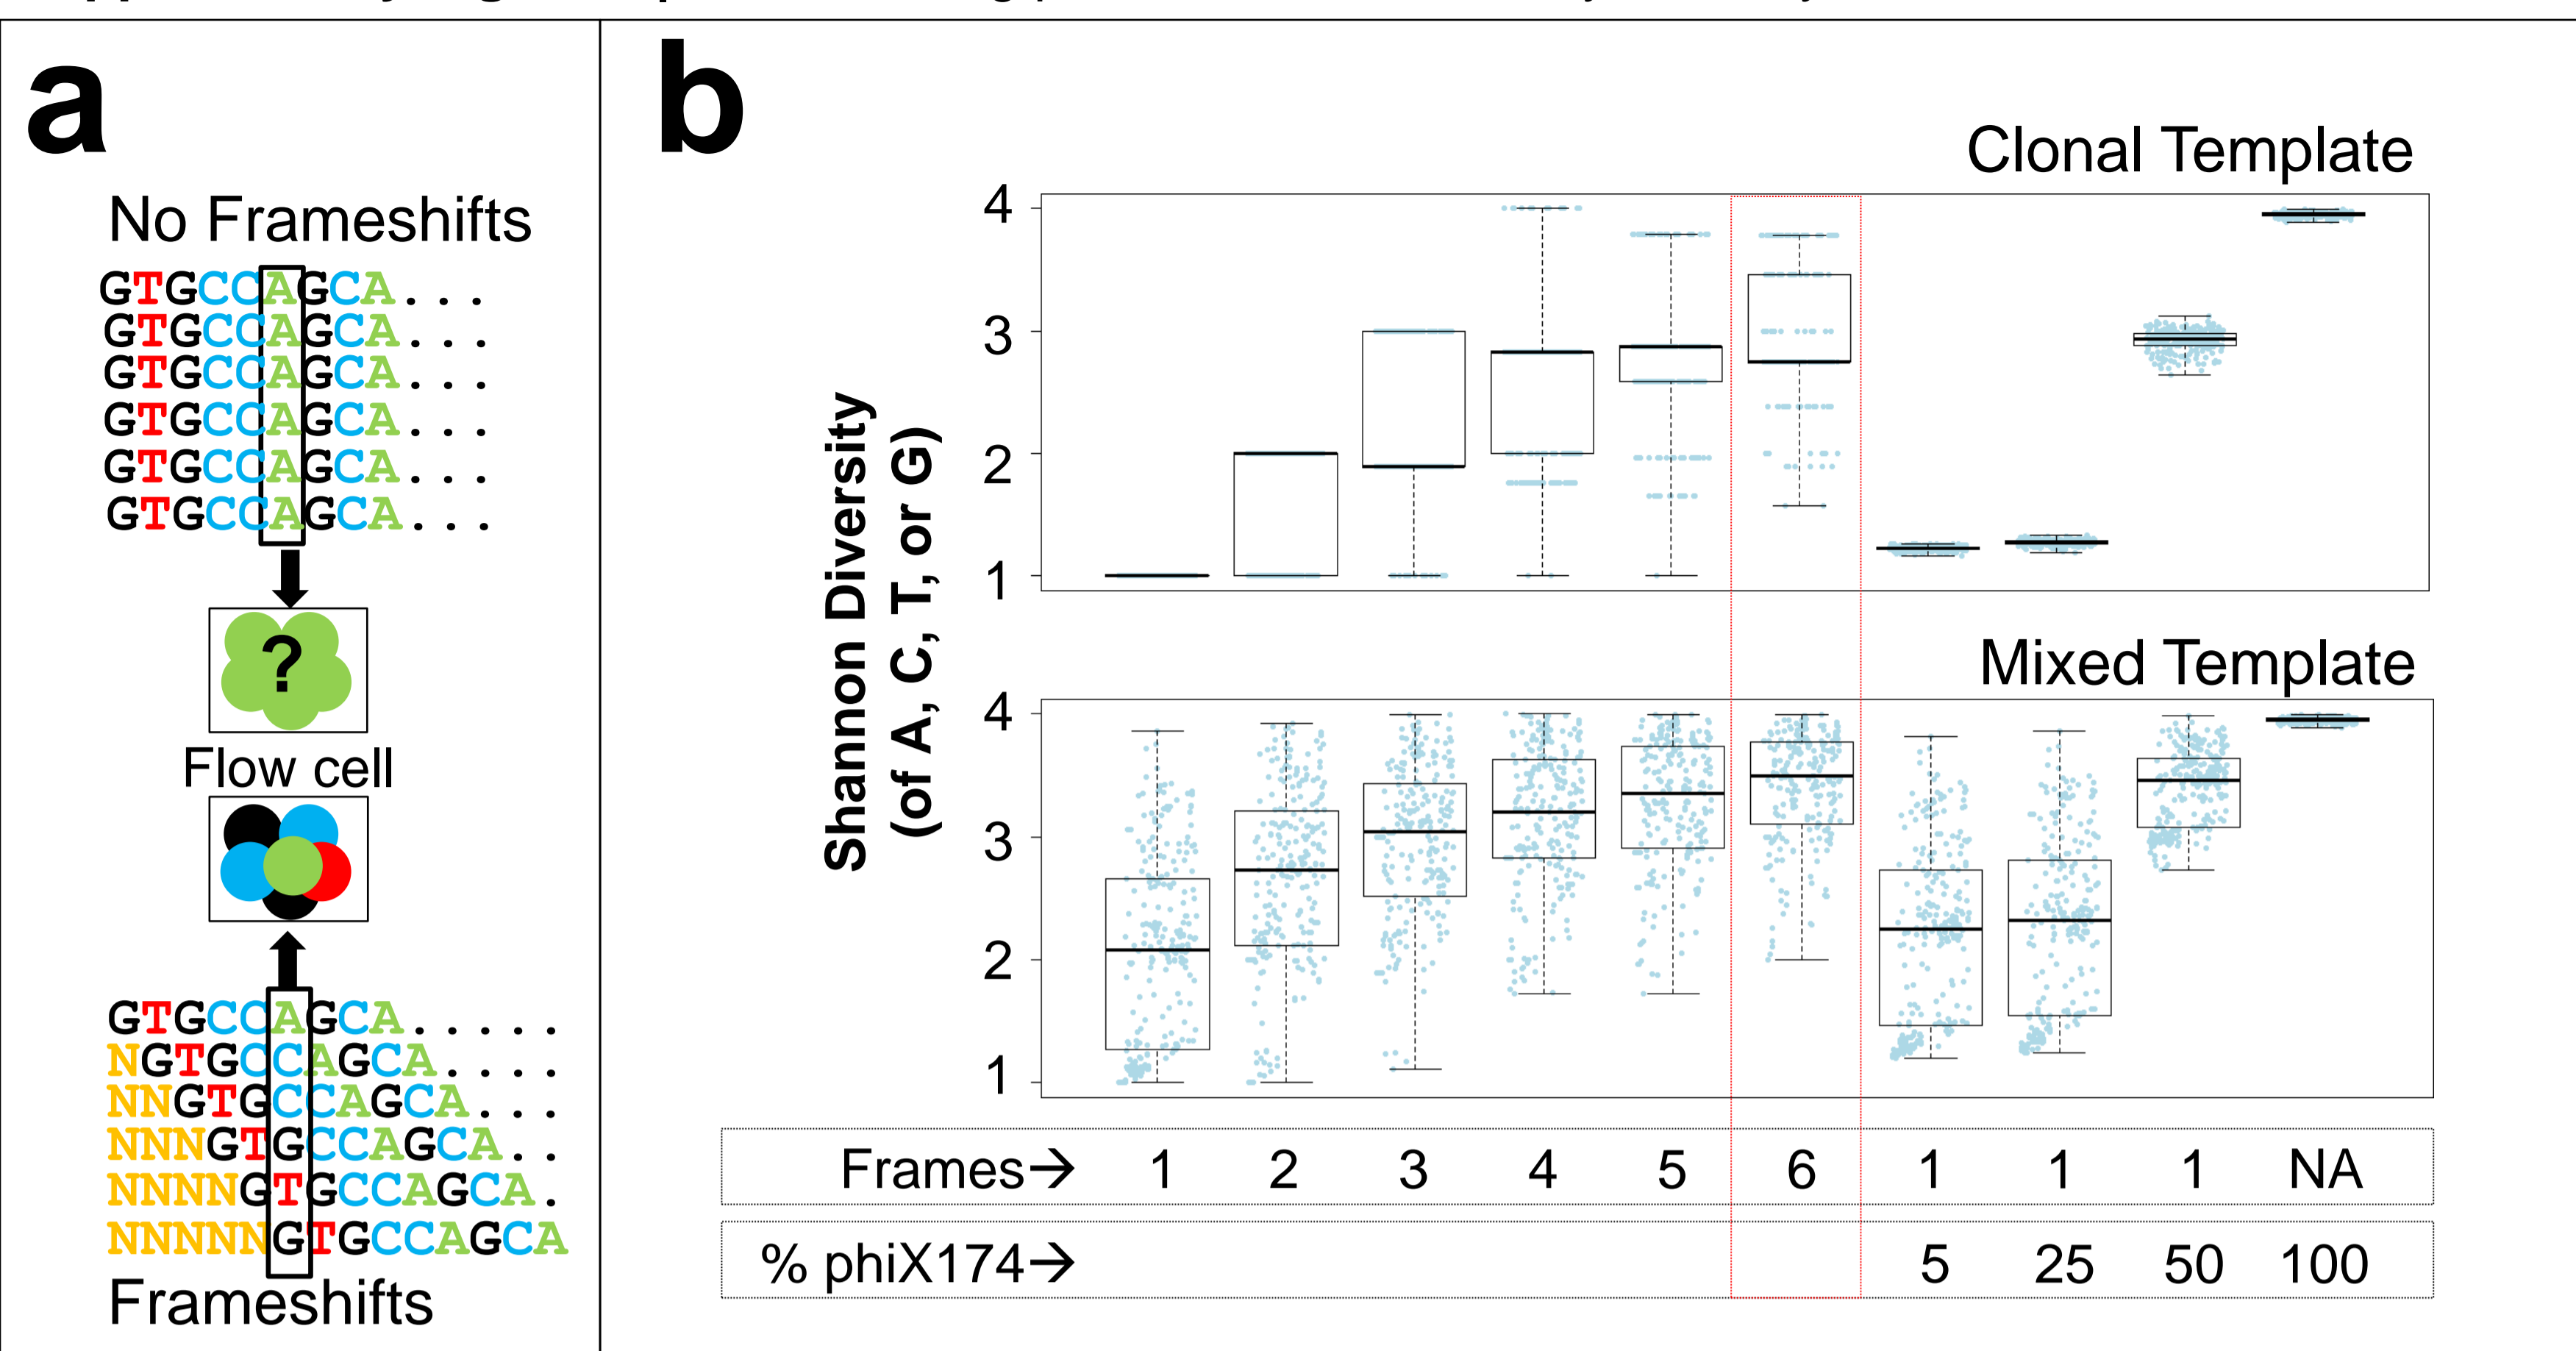 a
No Frameshifts
GTGCCAGCA...
GTGCCAGCA...
GTGCCAGCA...
GTGCCAGCA...
GTGCCAGCA...
GTGCCAGCA...
?
Flow cell
GTGCCAGCA.....
NGTGCCAGCA....
NNGTGCCAGCA...
NNNGTGCCAGCA..
NNNNGTGCCAGCA.
NNNNNGTGCCAGCA
Frameshifts
b
Shannon Diversity
(of A, C, T, or G)
Clonal Template
4
3
2
1
Mixed Template
4
3
2
1
Frames→ 1 2 3 4 5 6 1 1 1 NA
% phiX174→ 5 25 50 100